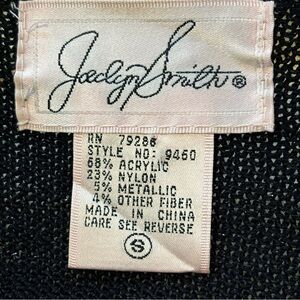 Jaclyn Smith®
RN 79286
STYLE NO: 9460
68% ACRYLIC
23% NYLON
5% METALLIC
4% OTHER FIBER
MADE IN CHINA
CARE SEE REVERSE
S